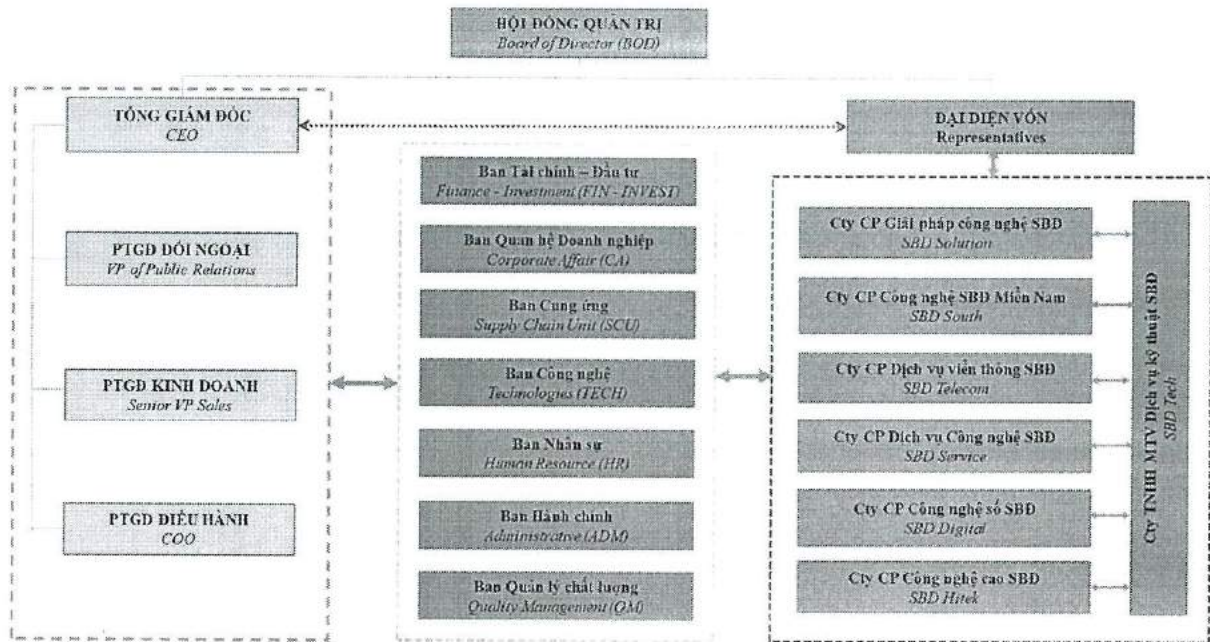 HỘI ĐỒNG QUẢN TRỊ
Board of Director (BOD)
TỔNG GIÁM ĐỐC
CEO
PTGĐ ĐỐI NGOẠI
VP of Public Relations
PTGĐ KINH DOANH
Senior VP Sales
PTGĐ ĐIỀU HÀNH
COO
Ban Tài chính – Đầu tư
Finance - Investment (FIN - INVEST)
Ban Quan hệ Doanh nghiệp
Corporate Affair (CA)
Ban Cung ứng
Supply Chain Unit (SCU)
Ban Công nghệ
Technologies (TECH)
Ban Nhân sự
Human Resource (HR)
Ban Hành chính
Administrative (ADM)
Ban Quản lý chất lượng
Quality Management (QM)
ĐẠI DIỆN VỐN
Representatives
Cty CP Giải pháp công nghệ SBD
SBD Solution
Cty CP Công nghệ SBD Miền Nam
SBD South
Cty CP Dịch vụ viễn thông SBD
SBD Telecom
Cty CP Dịch vụ Công nghệ SBD
SBD Service
Cty CP Công nghệ số SBD
SBD Digital
Cty CP Công nghệ cao SBD
SBD Hitek
Cty TNHH MTV Dịch vụ kỹ thuật SBD
SBD Tech